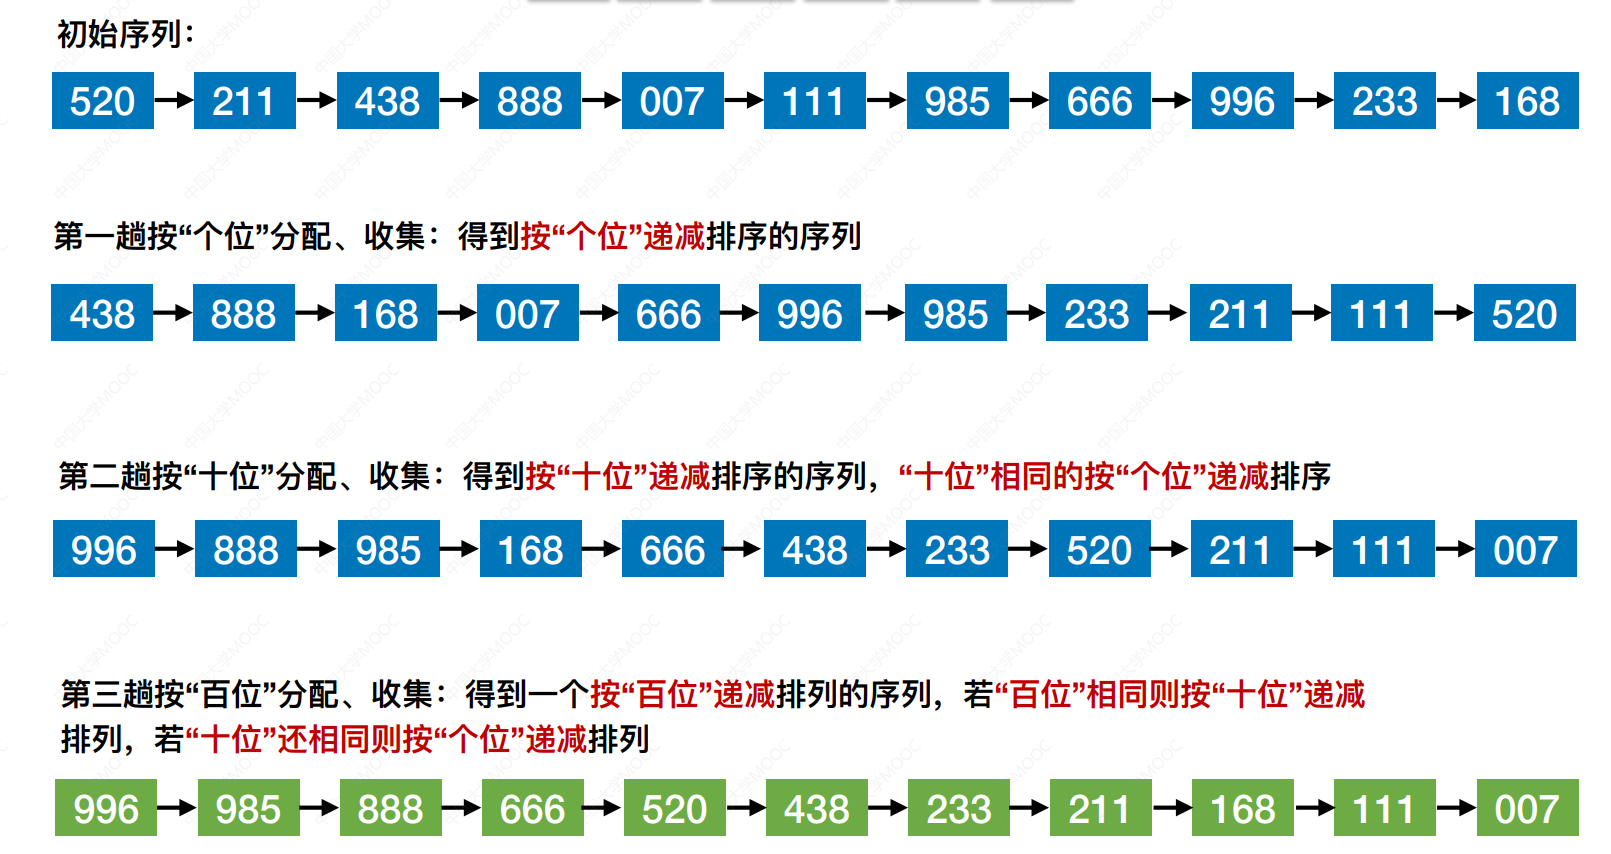 初始序列：
520 211 438 888 007 111 985 666 996 233 168
第一趟按“个位”分配、收集：得到按“个位”递减排序的序列
438 888 168 007 666 996 985 233 211 111 520
第二趟按“十位”分配、收集：得到按“十位”递减排序的序列，“十位”相同的按“个位”递减排序
996 888 985 168 666 438 233 520 211 111 007
第三趟按“百位”分配、收集：得到一个按“百位”递减排列的序列，若“百位”相同则按“十位”递减
排列，若“十位”还相同则按“个位”递减排列
996 985 888 666 520 438 233 211 168 111 007
中国大学MOOC